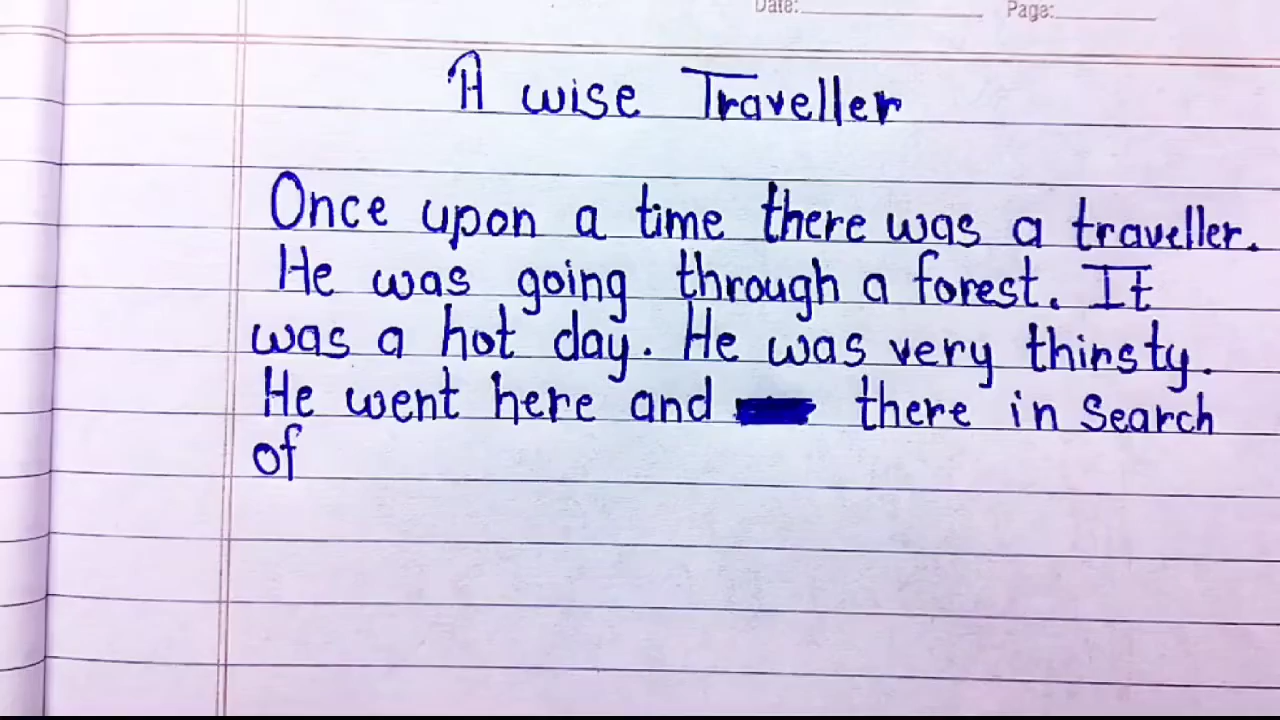 Date: Page:
A wise Traveller
Once upon a time there was a traveller.
He was going through a forest. It
was a hot day. He was very thirsty.
He went here and there in Search
of